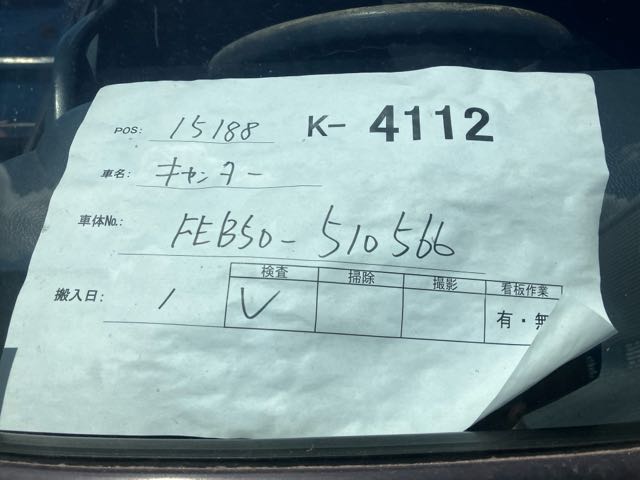 POS: 15188 K- 4112
車名: キャンター
車体No.: FEB50-510566
検査 掃除 撮影 看板作業
搬入日: / V 有・無